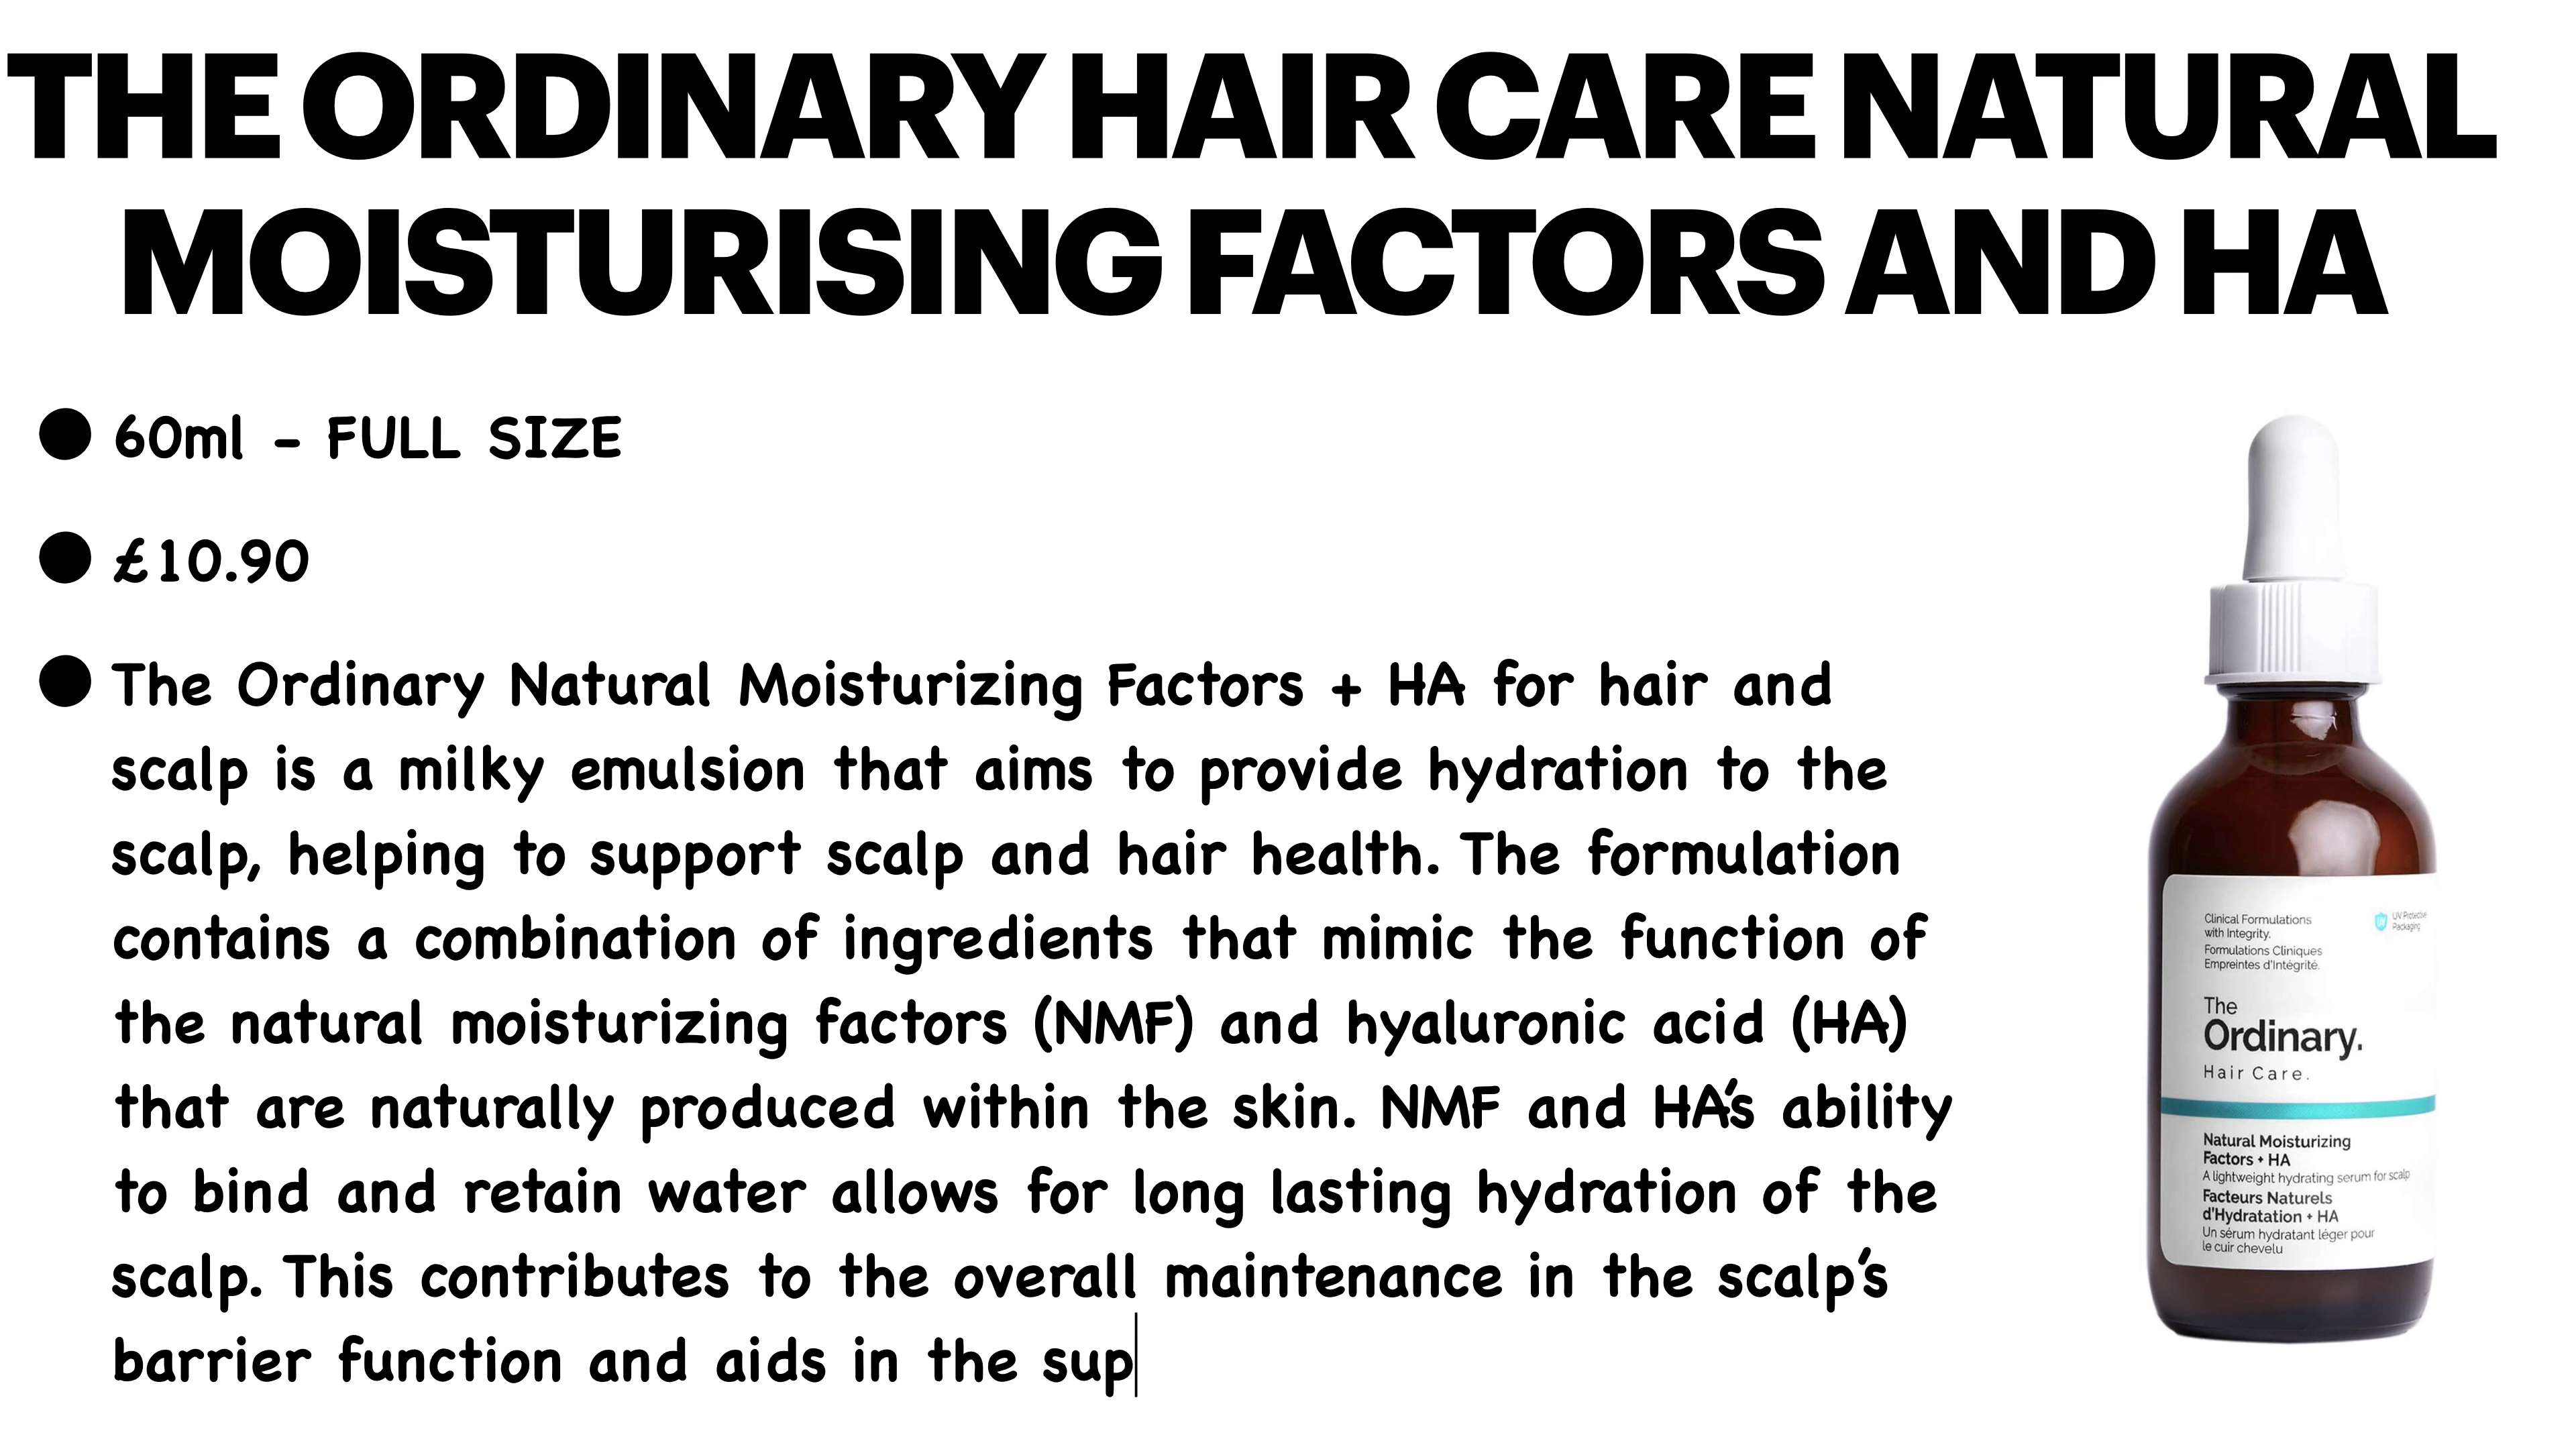 THE ORDINARY HAIR CARE NATURAL
MOISTURISING FACTORS AND HA
● 60ml - FULL SIZE
● £10.90
● The Ordinary Natural Moisturizing Factors + HA for hair and
scalp is a milky emulsion that aims to provide hydration to the
scalp, helping to support scalp and hair health. The formulation
contains a combination of ingredients that mimic the function of
the natural moisturizing factors (NMF) and hyaluronic acid (HA)
that are naturally produced within the skin. NMF and HA's ability
to bind and retain water allows for long lasting hydration of the
scalp. This contributes to the overall maintenance in the scalp's
barrier function and aids in the sup
Clinical Formulations
with Integrity.
Formulations Cliniques
Empreintes d'Intégrité.
UV Protective
Packaging
The
Ordinary.
Hair Care.
Natural Moisturizing
Factors + HA
A lightweight hydrating serum for scalp
Facteurs Naturels
d'Hydratation + HA
Un sérum hydratant léger pour
le cuir chevelu